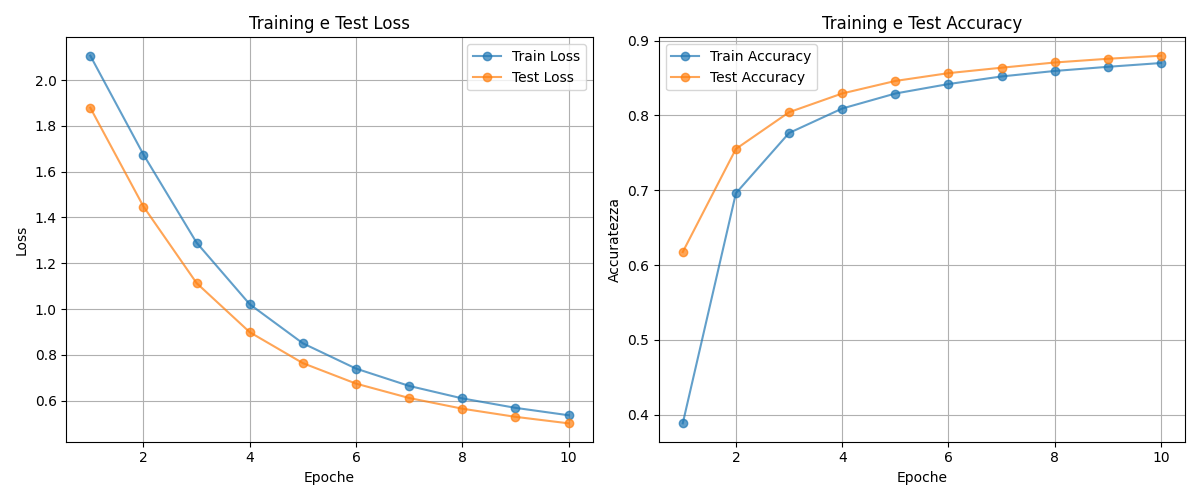 Training e Test Loss
Train Loss
Test Loss
2.0
1.8
1.6
1.4
1.2
1.0
0.8
0.6
Loss
2 4 6 8 10
Epoche
Training e Test Accuracy
Train Accuracy
Test Accuracy
0.9
0.8
0.7
0.6
0.5
0.4
Accuratezza
2 4 6 8 10
Epoche